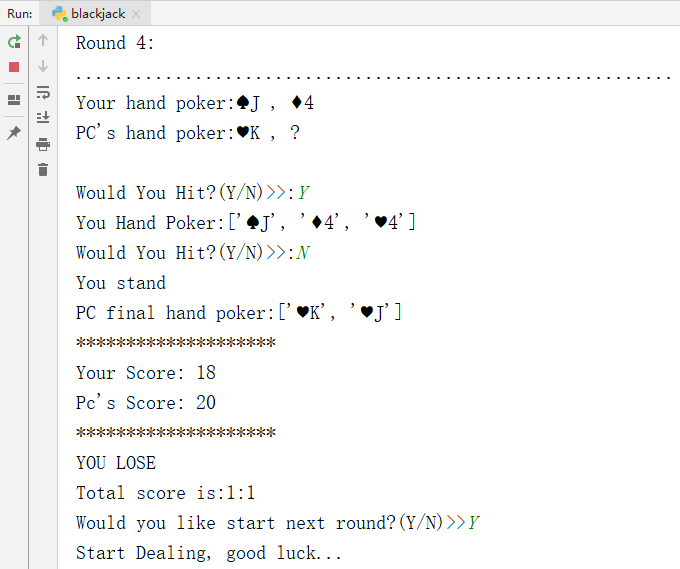 Run: blackjack
Round 4:
............................................................
Your hand poker:♠J , ♦4
PC's hand poker:♥K , ?
Would You Hit?(Y/N)>>:Y
You Hand Poker:['♠J', '♦4', '♥4']
Would You Hit?(Y/N)>>:N
You stand
PC final hand poker:['♥K', '♥J']
********************
Your Score: 18
Pc's Score: 20
********************
YOU LOSE
Total score is:1:1
Would you like start next round?(Y/N)>>Y
Start Dealing, good luck...